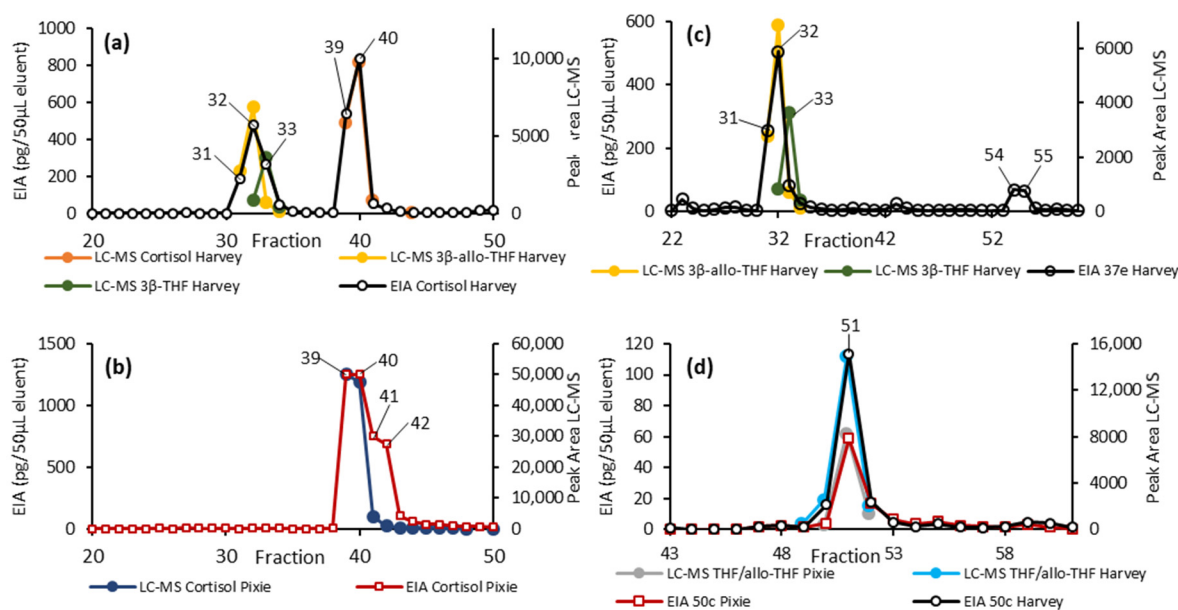 (a)
EIA (pg/50µL eluent)
1000
800
600
400
200
0
20
30
40
50
Fraction
31
32
33
39
40
10,000
5000
0
Peak Area LC-MS
LC-MS Cortisol Harvey
LC-MS 3β-allo-THF Harvey
LC-MS 3β-THF Harvey
EIA Cortisol Harvey
(c)
EIA (pg/50µL eluent)
600
400
200
0
22
32
42
52
Fraction
31
32
33
54
55
6000
4000
2000
0
Peak Area LC-MS
LC-MS 3β-allo-THF Harvey
LC-MS 3β-THF Harvey
EIA 37e Harvey
(b)
EIA (pg/50µL eluent)
1500
1000
500
0
20
30
40
50
Fraction
39
40
41
42
60,000
50,000
40,000
30,000
20,000
10,000
0
Peak Area LC-MS
LC-MS Cortisol Pixie
EIA Cortisol Pixie
(d)
EIA (pg/50µL eluent)
120
100
80
60
40
20
0
43
48
53
58
Fraction
51
16,000
12,000
8000
4000
0
Peak Area LC-MS
LC-MS THF/allo-THF Pixie
LC-MS THF/allo-THF Harvey
EIA 50c Pixie
EIA 50c Harvey